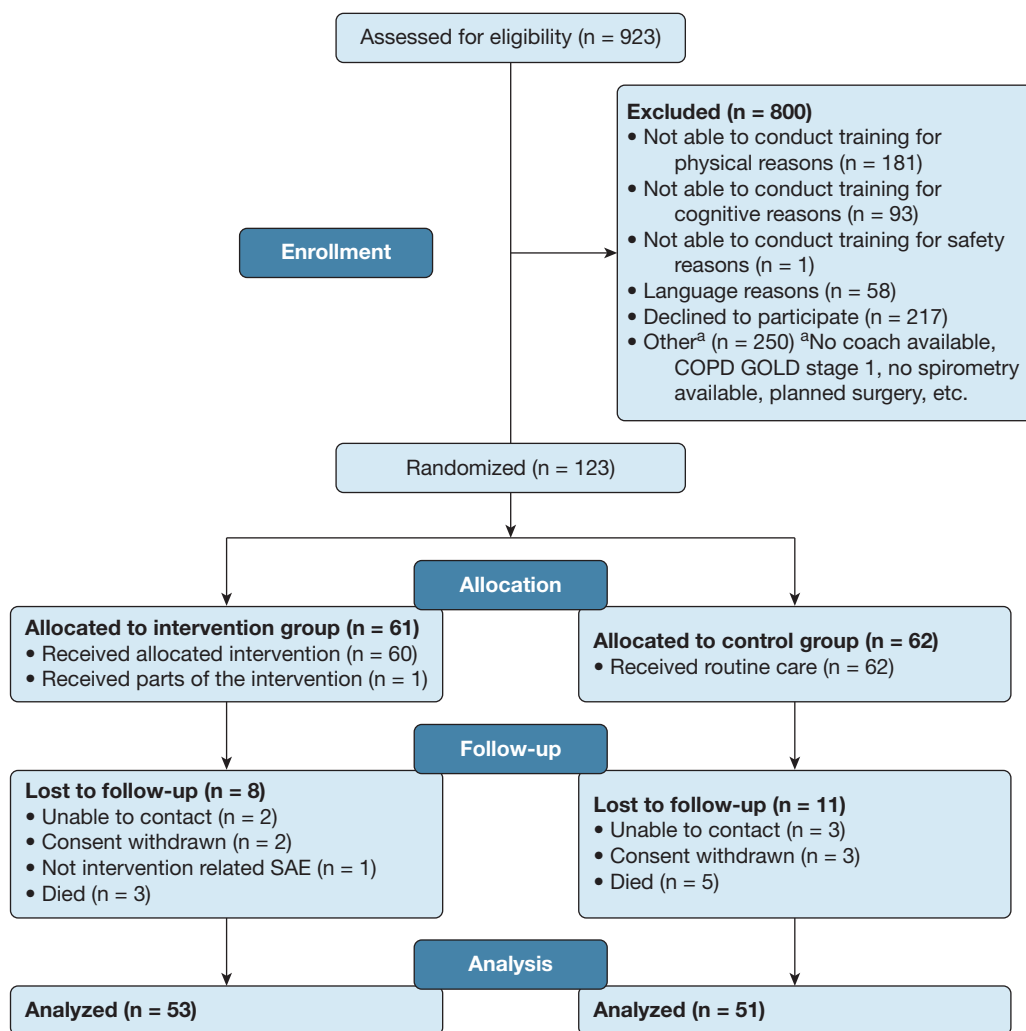 Assessed for eligibility (n = 923)
Excluded (n = 800)
• Not able to conduct training for
physical reasons (n = 181)
• Not able to conduct training for
cognitive reasons (n = 93)
• Not able to conduct training for safety
reasons (n = 1)
• Language reasons (n = 58)
• Declined to participate (n = 217)
• Otherᵃ (n = 250) ᵃNo coach available,
COPD GOLD stage 1, no spirometry
available, planned surgery, etc.
Enrollment
Randomized (n = 123)
Allocation
Allocated to intervention group (n = 61)
• Received allocated intervention (n = 60)
• Received parts of the intervention (n = 1)
Allocated to control group (n = 62)
• Received routine care (n = 62)
Follow-up
Lost to follow-up (n = 8)
• Unable to contact (n = 2)
• Consent withdrawn (n = 2)
• Not intervention related SAE (n = 1)
• Died (n = 3)
Lost to follow-up (n = 11)
• Unable to contact (n = 3)
• Consent withdrawn (n = 3)
• Died (n = 5)
Analysis
Analyzed (n = 53)
Analyzed (n = 51)